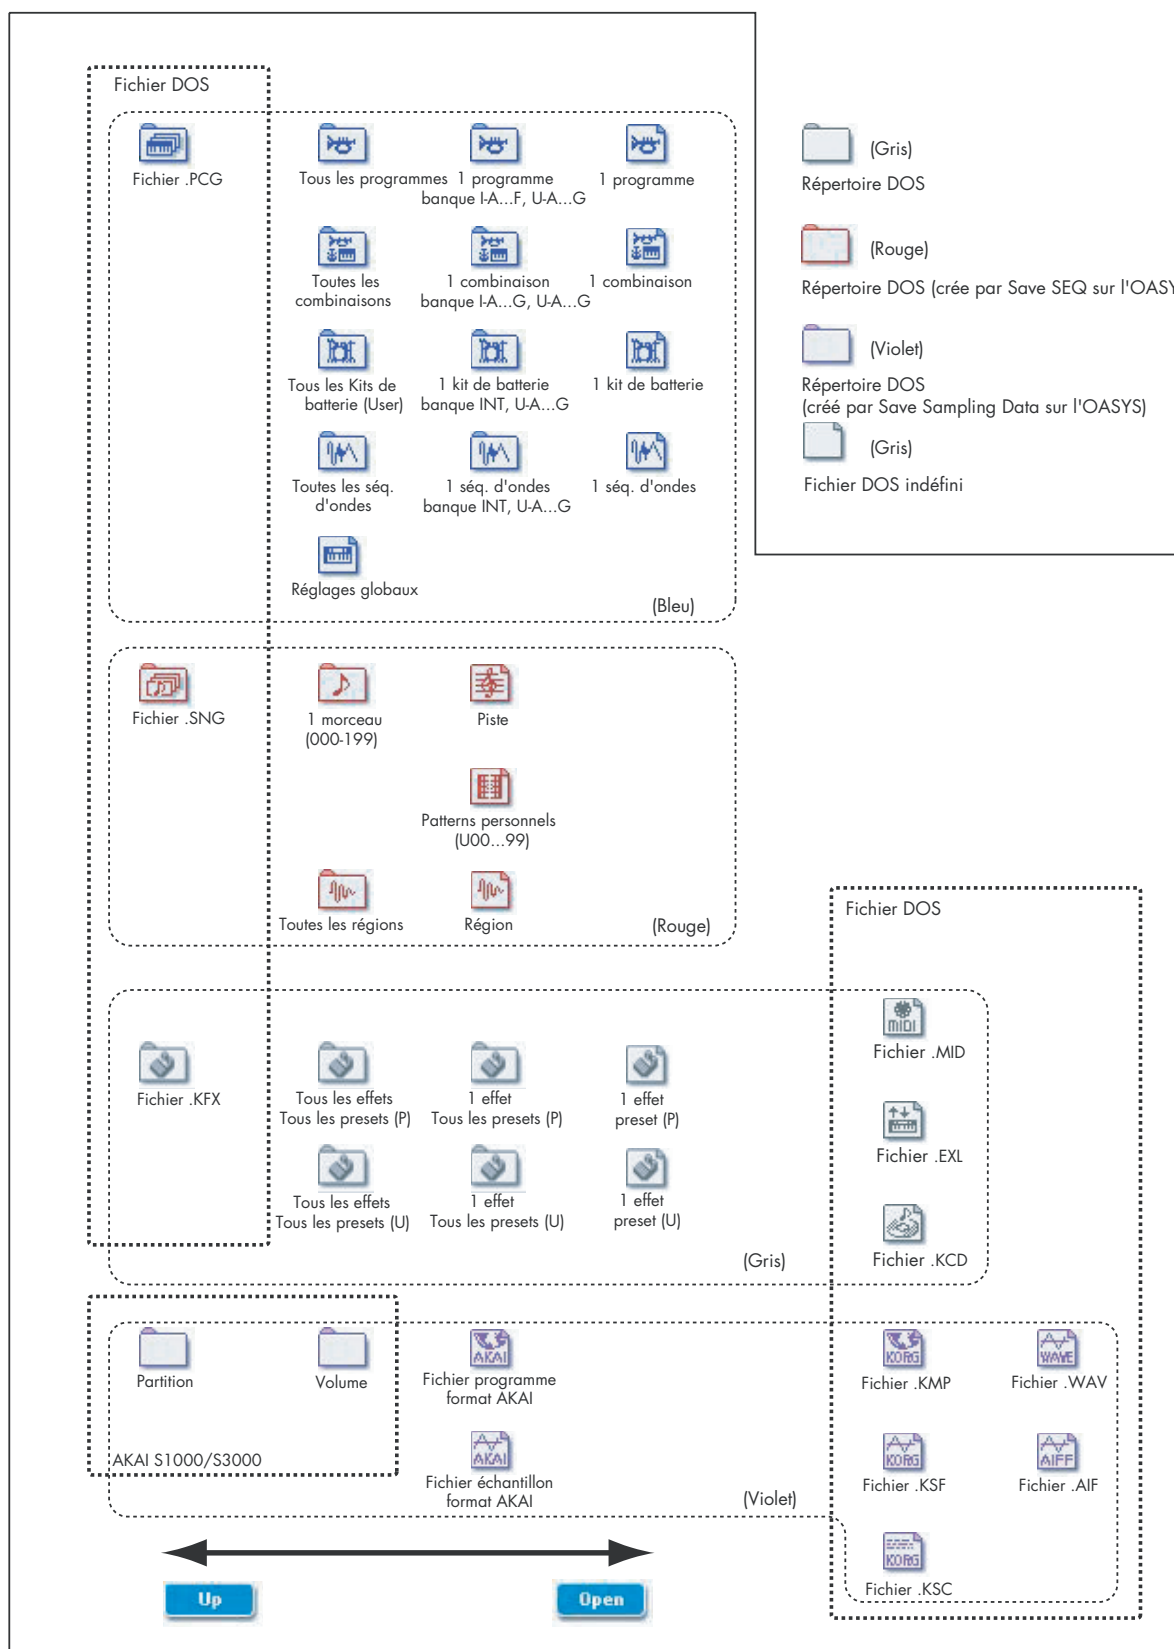 Fichier DOS
Fichier .PCG
Tous les programmes
1 programme
banque I-A...F, U-A...G
1 programme
Toutes les
combinaisons
1 combinaison
banque I-A...G, U-A...G
1 combinaison
Tous les Kits de
batterie (User)
1 kit de batterie
banque INT, U-A...G
1 kit de batterie
Toutes les séq.
d'ondes
1 séq. d'ondes
banque INT, U-A...G
1 séq. d'ondes
Réglages globaux
(Bleu)
(Gris)
Répertoire DOS
(Rouge)
Répertoire DOS (crée par Save SEQ sur l'OASY
(Violet)
Répertoire DOS
(créé par Save Sampling Data sur l'OASYS)
(Gris)
Fichier DOS indéfini
Fichier .SNG
1 morceau
(000-199)
Piste
Patterns personnels
(U00...99)
Toutes les régions
Région
(Rouge)
Fichier DOS
Fichier .KFX
Tous les effets
Tous les presets (P)
1 effet
Tous les presets (P)
1 effet
preset (P)
Tous les effets
Tous les presets (U)
1 effet
Tous les presets (U)
1 effet
preset (U)
(Gris)
MIDI
Fichier .MID
Fichier .EXL
Fichier .KCD
Partition
Volume
AKAI S1000/S3000
AKAI
Fichier programme
format AKAI
AKAI
Fichier échantillon
format AKAI
(Violet)
KORG
Fichier .KMP
WAVE
Fichier .WAV
KORG
Fichier .KSF
AIFF
Fichier .AIF
KORG
Fichier .KSC
Up
Open